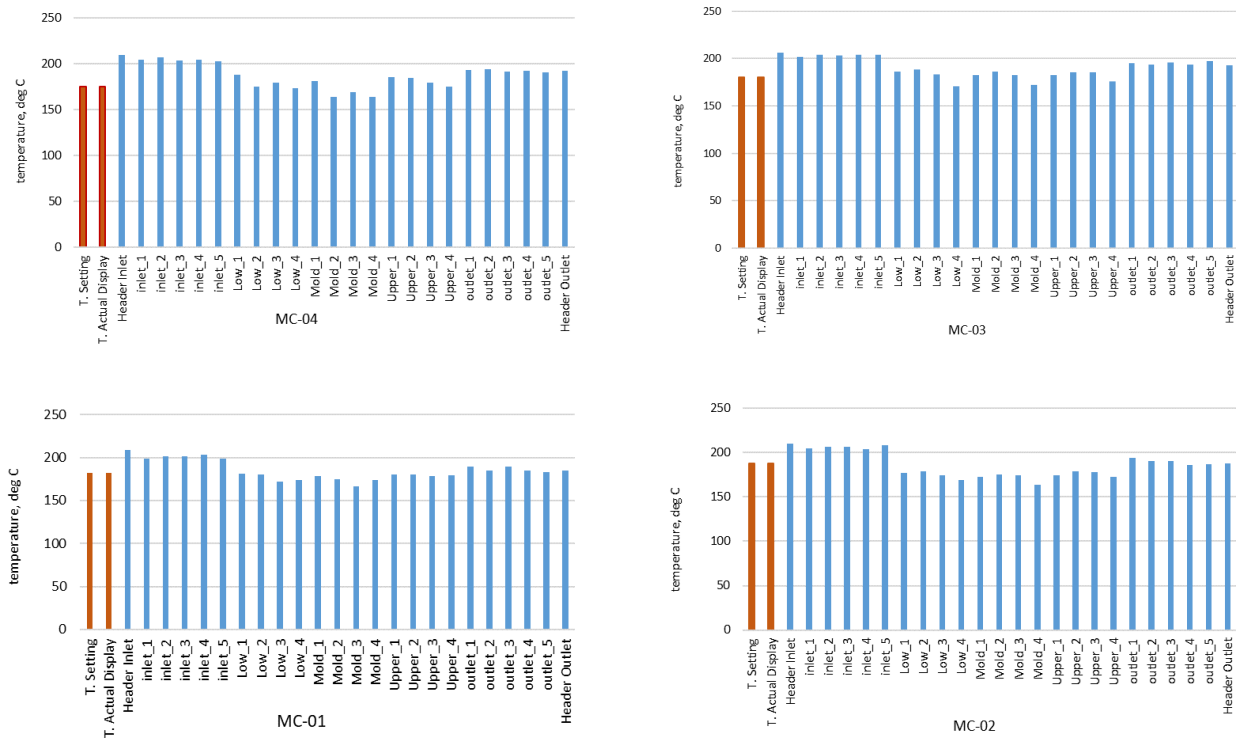 250
200
150
100
50
0
temperature, deg C
T. Setting
T. Actual Display
Header Inlet
inlet_1
inlet_2
inlet_3
inlet_4
inlet_5
Low_1
Low_2
Low_3
Low_4
Mold_1
Mold_2
Mold_3
Mold_4
Upper_1
Upper_2
Upper_3
Upper_4
outlet_1
outlet_2
outlet_3
outlet_4
outlet_5
Header Outlet
MC-04
250
200
150
100
50
0
temperature, deg C
T. Setting
T. Actual Display
Header Inlet
inlet_1
inlet_2
inlet_3
inlet_4
inlet_5
Low_1
Low_2
Low_3
Low_4
Mold_1
Mold_2
Mold_3
Mold_4
Upper_1
Upper_2
Upper_3
Upper_4
outlet_1
outlet_2
outlet_3
outlet_4
outlet_5
Header Outlet
MC-03
250
200
150
100
50
0
temperature, deg C
T. Setting
T. Actual Display
Header Inlet
inlet_1
inlet_2
inlet_3
inlet_4
inlet_5
Low_1
Low_2
Low_3
Low_4
Mold_1
Mold_2
Mold_3
Mold_4
Upper_1
Upper_2
Upper_3
Upper_4
outlet_1
outlet_2
outlet_3
outlet_4
outlet_5
Header Outlet
MC-01
250
200
150
100
50
0
temperature, deg C
T. Setting
T. Actual Display
Header Inlet
inlet_1
inlet_2
inlet_3
inlet_4
inlet_5
Low_1
Low_2
Low_3
Low_4
Mold_1
Mold_2
Mold_3
Mold_4
Upper_1
Upper_2
Upper_3
Upper_4
outlet_1
outlet_2
outlet_3
outlet_4
outlet_5
Header Outlet
MC-02